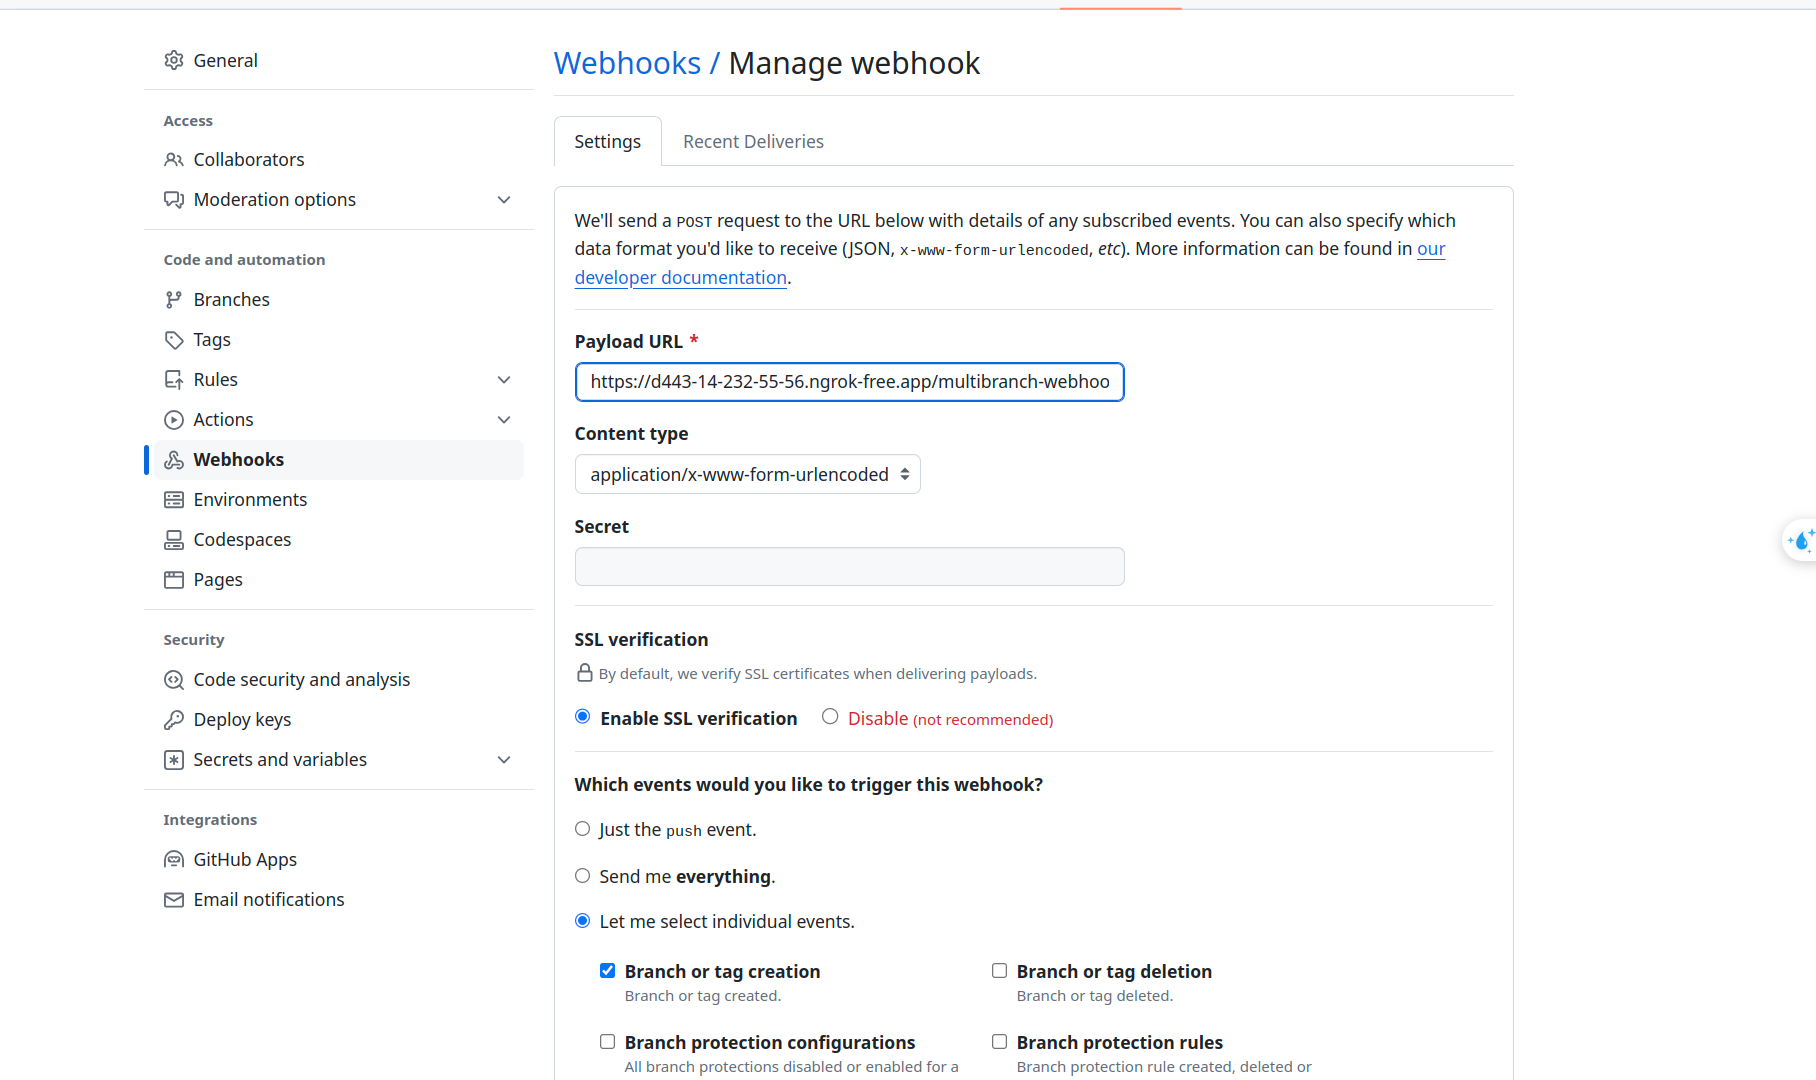 General
Access
Collaborators
Moderation options
Code and automation
Branches
Tags
Rules
Actions
Webhooks
Environments
Codespaces
Pages
Security
Code security and analysis
Deploy keys
Secrets and variables
Integrations
GitHub Apps
Email notifications
Webhooks / Manage webhook
Settings Recent Deliveries
We'll send a POST request to the URL below with details of any subscribed events. You can also specify which
data format you'd like to receive (JSON, x-www-form-urlencoded, etc). More information can be found in our
developer documentation.
Payload URL *
https://d443-14-232-55-56.ngrok-free.app/multibranch-webhoo
Content type
application/x-www-form-urlencoded
Secret
SSL verification
By default, we verify SSL certificates when delivering payloads.
Enable SSL verification Disable (not recommended)
Which events would you like to trigger this webhook?
Just the push event.
Send me everything.
Let me select individual events.
Branch or tag creation Branch or tag deletion
Branch or tag created. Branch or tag deleted.
Branch protection configurations Branch protection rules
All branch protections disabled or enabled for a Branch protection rule created, deleted or